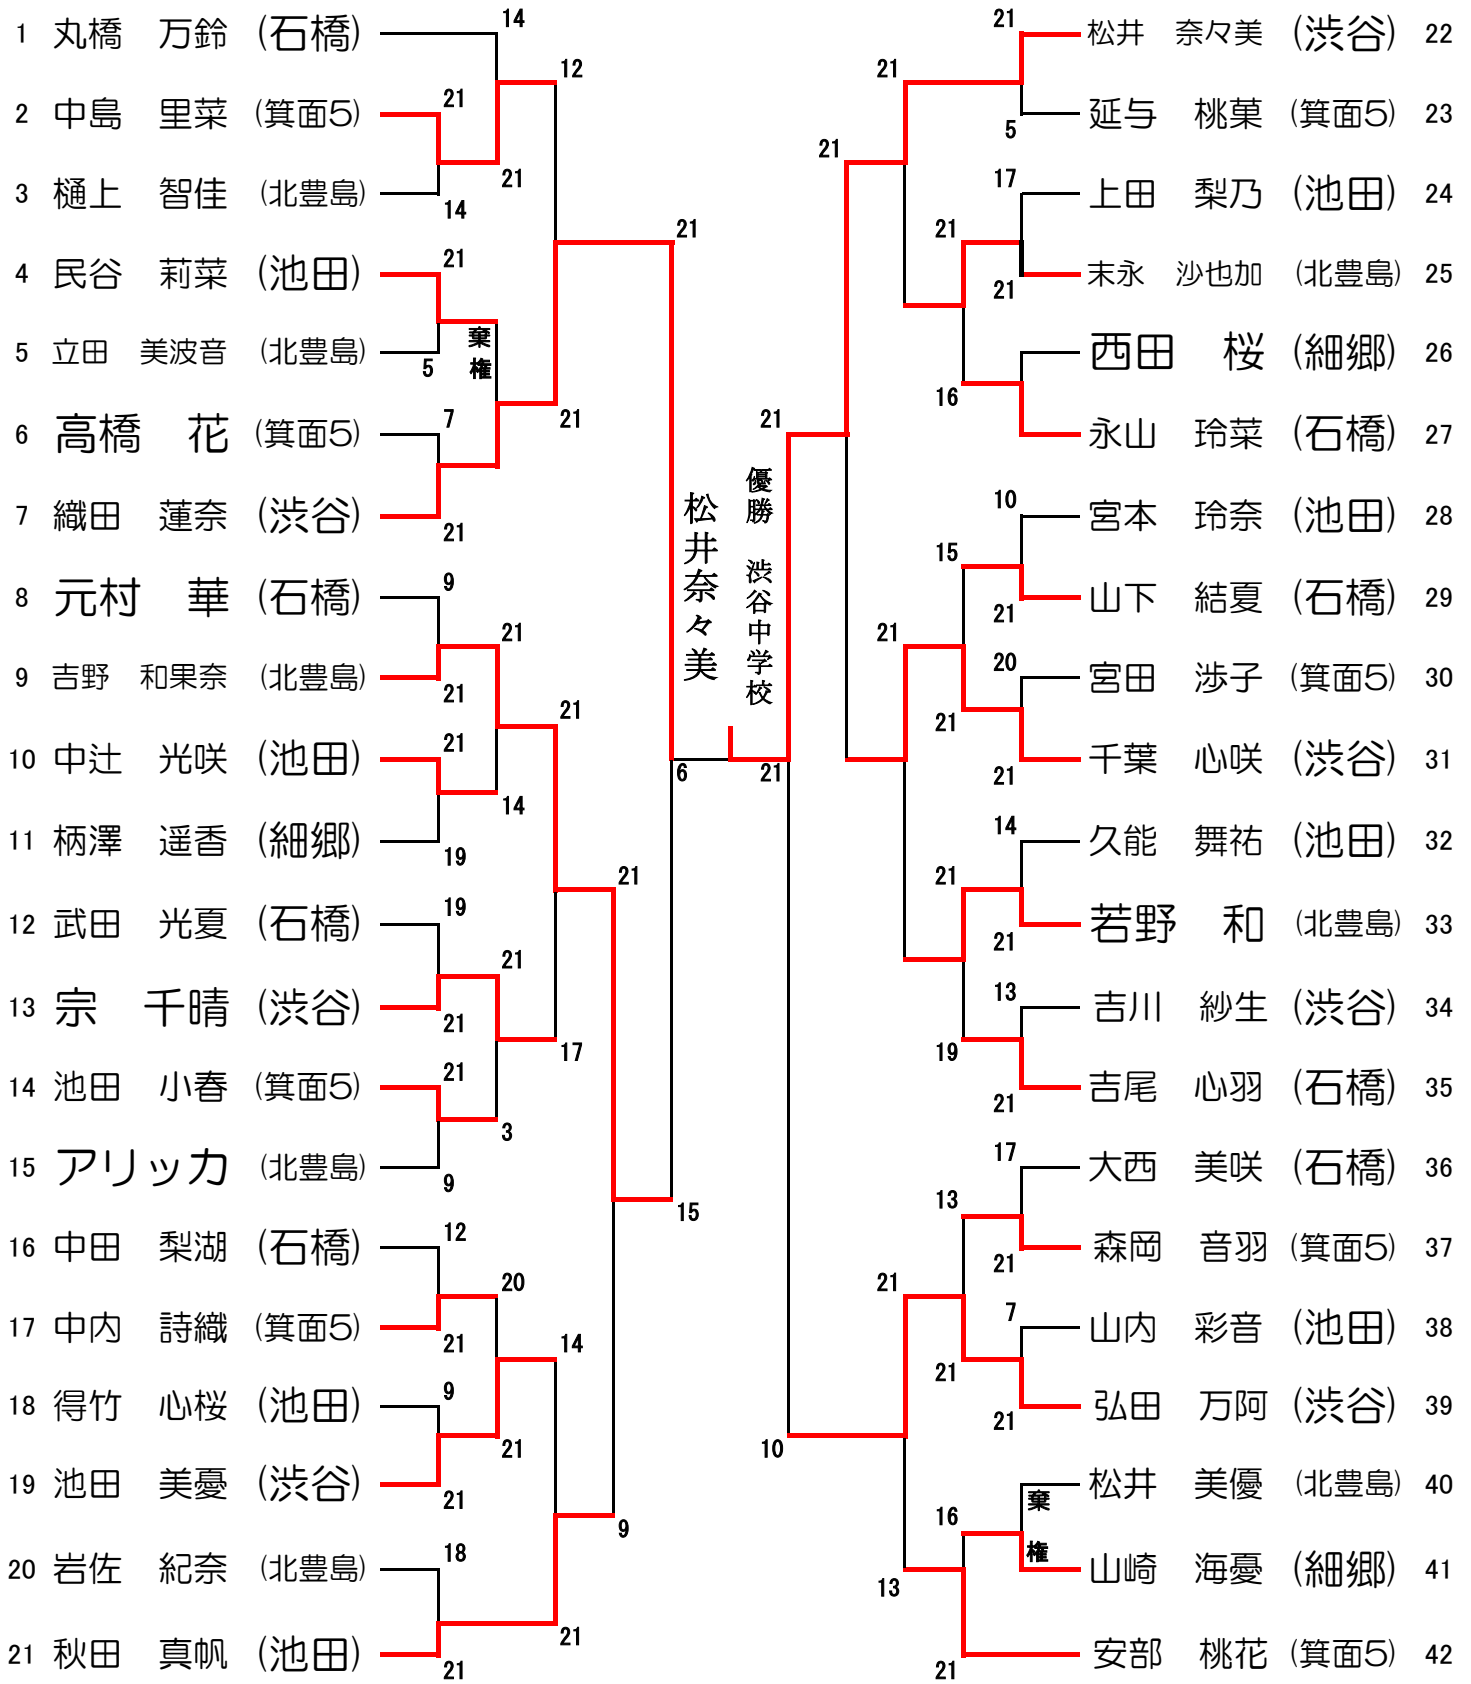 1 丸橋 万鈴 (石橋)
2 中島 里菜 (箕面5)
3 樋上 智佳 (北豊島)
4 民谷 莉菜 (池田)
5 立田 美波音 (北豊島)
6 高橋 花 (箕面5)
7 織田 蓮奈 (渋谷)
8 元村 華 (石橋)
9 吉野 和果奈 (北豊島)
10 中辻 光咲 (池田)
11 柄澤 遥香 (細郷)
12 武田 光夏 (石橋)
13 宗 千晴 (渋谷)
14 池田 小春 (箕面5)
15 アリッカ (北豊島)
16 中田 梨湖 (石橋)
17 中内 詩織 (箕面5)
18 得竹 心桜 (池田)
19 池田 美憂 (渋谷)
20 岩佐 紀奈 (北豊島)
21 秋田 真帆 (池田)
14
21
14
21
5
7
21
9
21
21
19
19
21
21
9
12
21
9
21
18
21
12
21
棄権
21
14
21
3
20
21
21
21
17
14
21
21
9
21
15
6
松井奈々美
優勝 渋谷中学校
21
21
10
21
21
21
21
13
21
16
15
21
21
19
13
21
16
21
21
5
17
21
10
21
20
21
14
21
13
21
17
21
7
21
棄権
松井 奈々美 (渋谷) 22
延与 桃菓 (箕面5) 23
上田 梨乃 (池田) 24
末永 沙也加 (北豊島) 25
西田 桜 (細郷) 26
永山 玲菜 (石橋) 27
宮本 玲奈 (池田) 28
山下 結夏 (石橋) 29
宮田 渉子 (箕面5) 30
千葉 心咲 (渋谷) 31
久能 舞祐 (池田) 32
若野 和 (北豊島) 33
吉川 紗生 (渋谷) 34
吉尾 心羽 (石橋) 35
大西 美咲 (石橋) 36
森岡 音羽 (箕面5) 37
山内 彩音 (池田) 38
弘田 万阿 (渋谷) 39
松井 美優 (北豊島) 40
山崎 海憂 (細郷) 41
安部 桃花 (箕面5) 42